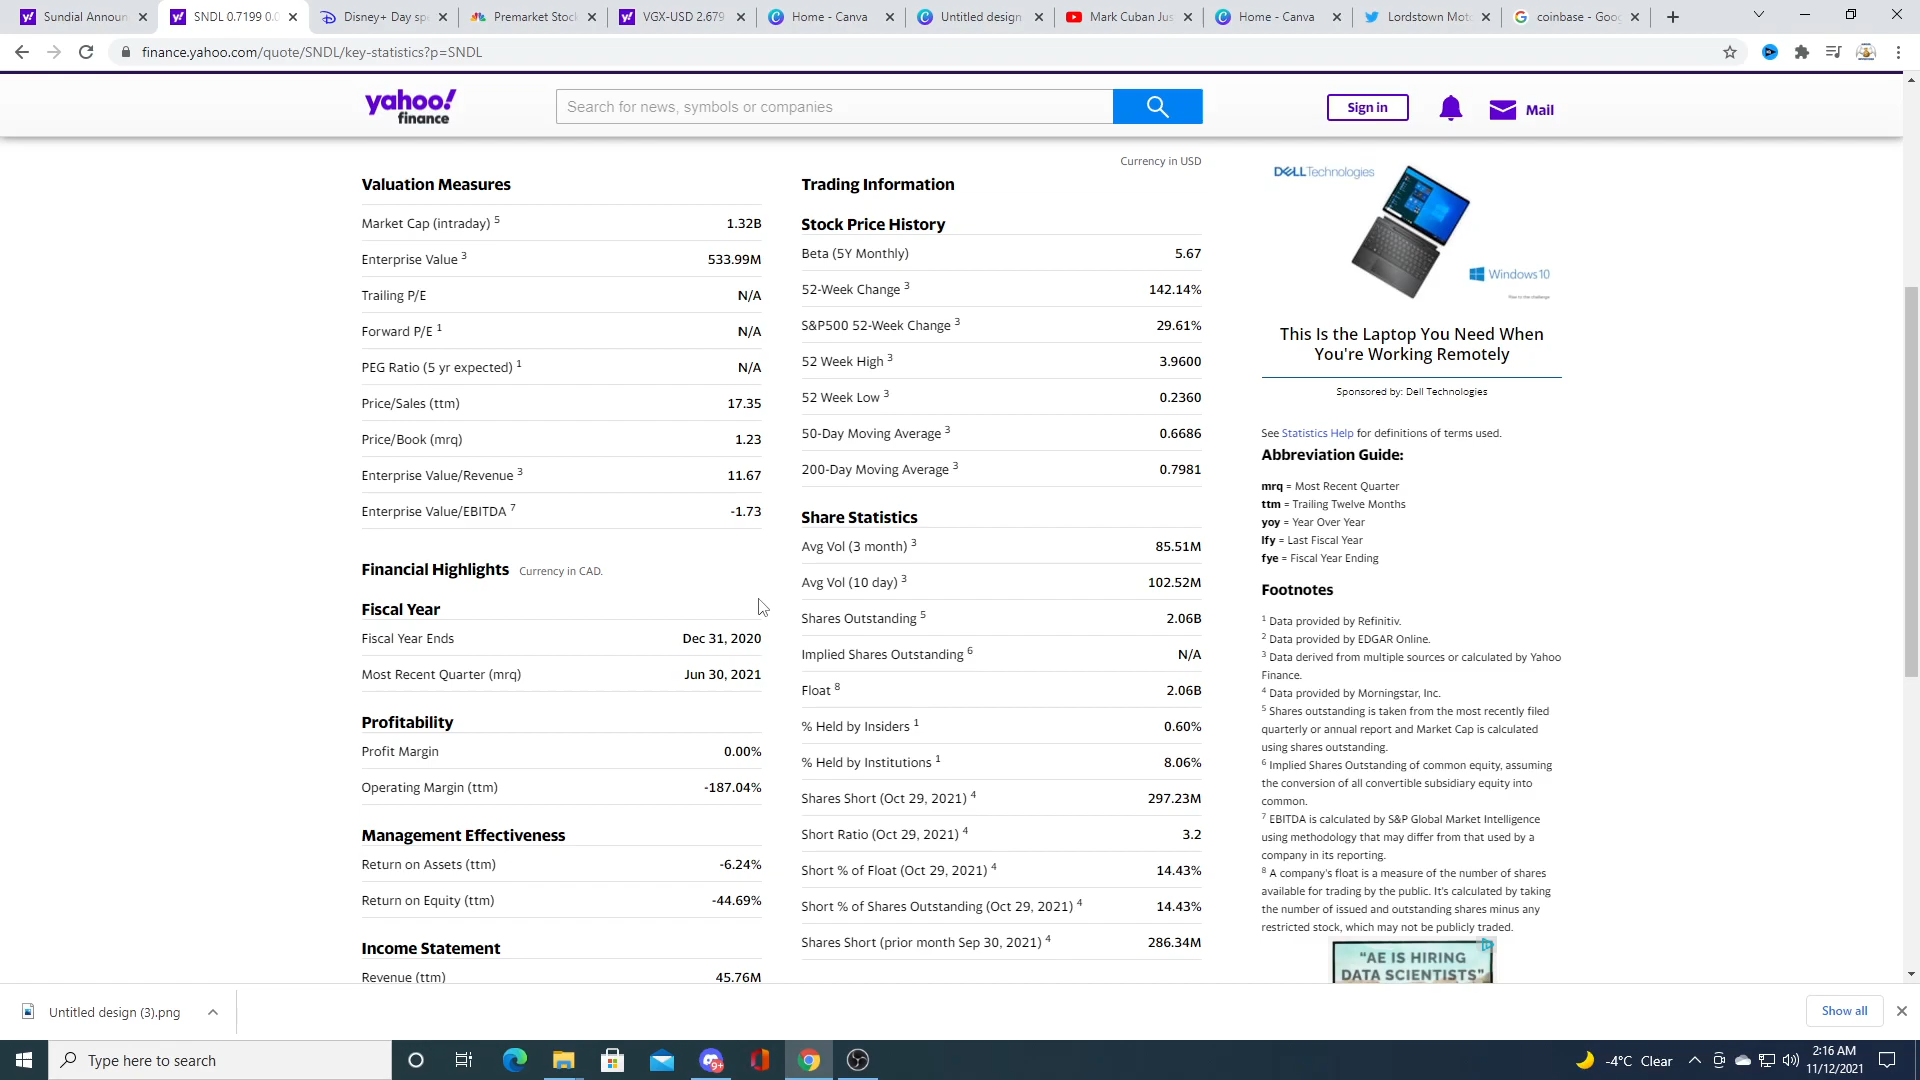 Sundial Announ
SNDL 0.7199 0.0
Disney+ Day spe
Premarket Stock
VGX-USD 2.679
Home - Canva
Untitled design
Mark Cuban Jus
Home - Canva
Lordstown Moto
coinbase - Goog
finance.yahoo.com/quote/SNDL/key-statistics?p=SNDL
yahoo!
finance
Search for news, symbols or companies
Sign in
Mail
Currency in USD
Valuation Measures
Market Cap (intraday) 5 1.32B
Enterprise Value 3 533.99M
Trailing P/E N/A
Forward P/E 1 N/A
PEG Ratio (5 yr expected) 1 N/A
Price/Sales (ttm) 17.35
Price/Book (mrq) 1.23
Enterprise Value/Revenue 3 11.67
Enterprise Value/EBITDA 7 -1.73
Financial Highlights Currency in CAD.
Fiscal Year
Fiscal Year Ends Dec 31, 2020
Most Recent Quarter (mrq) Jun 30, 2021
Profitability
Profit Margin 0.00%
Operating Margin (ttm) -187.04%
Management Effectiveness
Return on Assets (ttm) -6.24%
Return on Equity (ttm) -44.69%
Income Statement
Revenue (ttm) 45.76M
Trading Information
Stock Price History
Beta (5Y Monthly) 5.67
52-Week Change 3 142.14%
S&P500 52-Week Change 3 29.61%
52 Week High 3 3.9600
52 Week Low 3 0.2360
50-Day Moving Average 3 0.6686
200-Day Moving Average 3 0.7981
Share Statistics
Avg Vol (3 month) 3 85.51M
Avg Vol (10 day) 3 102.52M
Shares Outstanding 5 2.06B
Implied Shares Outstanding 6 N/A
Float 8 2.06B
% Held by Insiders 1 0.60%
% Held by Institutions 1 8.06%
Shares Short (Oct 29, 2021) 4 297.23M
Short Ratio (Oct 29, 2021) 4 3.2
Short % of Float (Oct 29, 2021) 4 14.43%
Short % of Shares Outstanding (Oct 29, 2021) 4 14.43%
Shares Short (prior month Sep 30, 2021) 4 286.34M
DELLTechnologies
Windows 10
This Is the Laptop You Need When
You're Working Remotely
Sponsored by: Dell Technologies
See Statistics Help for definitions of terms used.
Abbreviation Guide:
mrq = Most Recent Quarter
ttm = Trailing Twelve Months
yoy = Year Over Year
lfy = Last Fiscal Year
fye = Fiscal Year Ending
Footnotes
1 Data provided by Refinitiv.
2 Data provided by EDGAR Online.
3 Data derived from multiple sources or calculated by Yahoo
Finance.
4 Data provided by Morningstar, Inc.
5 Shares outstanding is taken from the most recently filed
quarterly or annual report and Market Cap is calculated
using shares outstanding.
6 Implied Shares Outstanding of common equity, assuming
the conversion of all convertible subsidiary equity into
common.
7 EBITDA is calculated by S&P Global Market Intelligence
using methodology that may differ from that used by a
company in its reporting.
8 A company's float is a measure of the number of shares
available for trading by the public. It's calculated by taking
the number of issued and outstanding shares minus any
restricted stock, which may not be publicly traded.
"AE IS HIRING
DATA SCIENTISTS"
Untitled design (3).png
Show all
Type here to search
9+
-4°C Clear
2:16 AM
11/12/2021